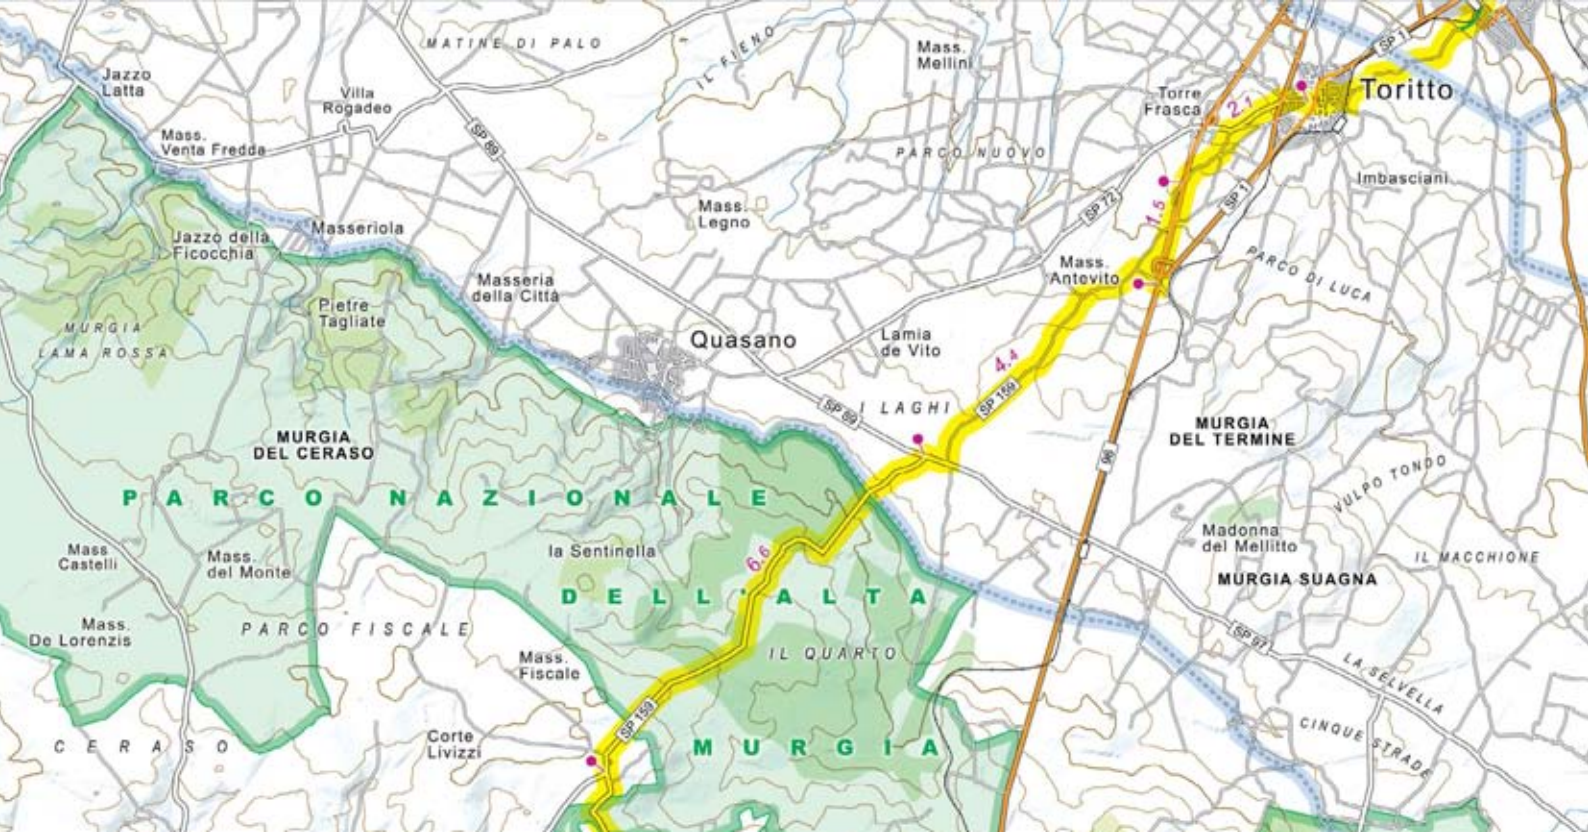 MATINE DI PALO
IL FIENO
Mass.
Mellini
SP 1
Jazzo
Latta
Villa
Rogadeo
Torre
Frasca
2.1
Toritto
Mass.
Venta Fredda
SP 89
PARCO NUOVO
Imbasciani
Mass.
Legno
SP 72
1.5
SP 1
Jazzo della
Ficocchia
Masseriola
Masseria
della Città
Mass.
Antevito
PARCO DI LUCA
Pietre
Tagliate
MURGIA
LAMA ROSSA
Quasano
Lamia
de Vito
4.4
SP 89
I LAGHI
SP 159
MURGIA
DEL CERASO
MURGIA
DEL TERMINE
96
VULPO TONDO
PARCO NAZIONALE
Mass
Castelli
Mass.
del Monte
la Sentinella
6.6
Madonna
del Mellitto
IL MACCHIONE
MURGIA SUAGNA
DELL'ALTA
Mass.
De Lorenzis
PARCO FISCALE
Mass.
Fiscale
IL QUARTO
SP 97
LA SELVELLA
SP 159
CERASO
Corte
Livizzi
MURGIA
CINQUE STRADE